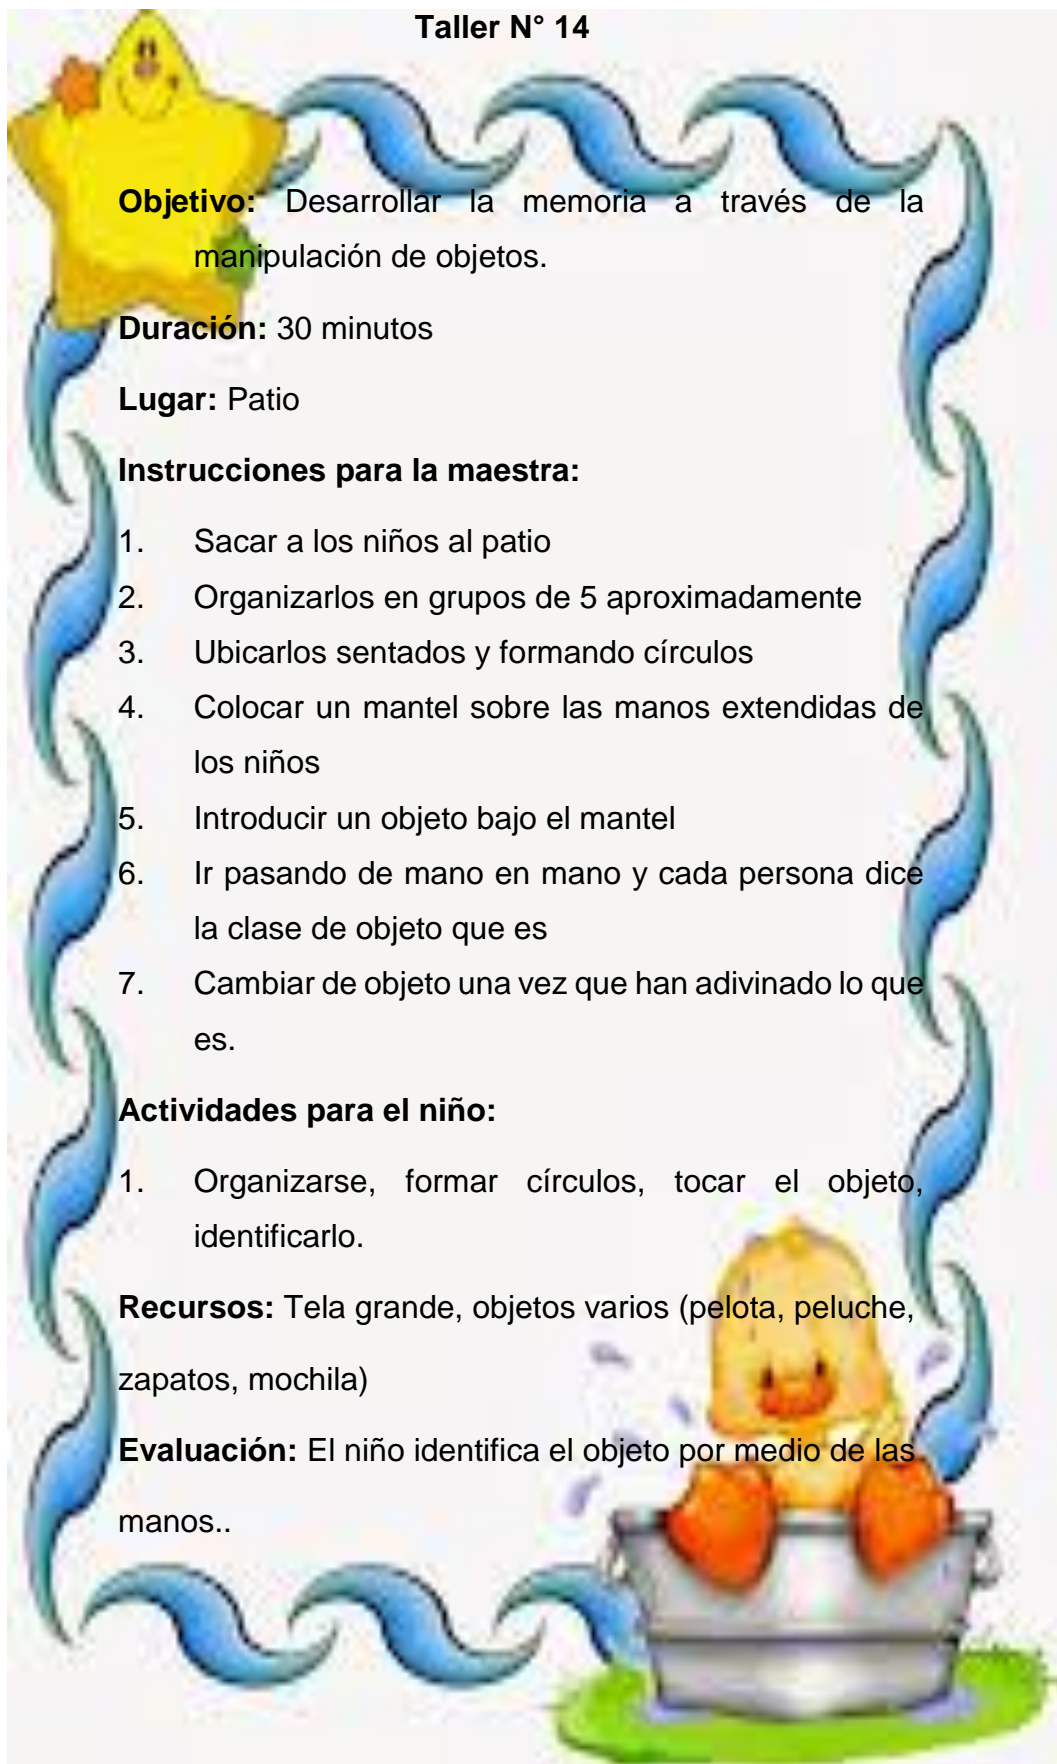 Taller N° 14
Objetivo: Desarrollar la memoria a través de la
manipulación de objetos.
Duración: 30 minutos
Lugar: Patio
Instrucciones para la maestra:
1. Sacar a los niños al patio
2. Organizarlos en grupos de 5 aproximadamente
3. Ubicarlos sentados y formando círculos
4. Colocar un mantel sobre las manos extendidas de
los niños
5. Introducir un objeto bajo el mantel
6. Ir pasando de mano en mano y cada persona dice
la clase de objeto que es
7. Cambiar de objeto una vez que han adivinado lo que
es.
Actividades para el niño:
1. Organizarse, formar círculos, tocar el objeto,
identificarlo.
Recursos: Tela grande, objetos varios (pelota, peluche,
zapatos, mochila)
Evaluación: El niño identifica el objeto por medio de las
manos..